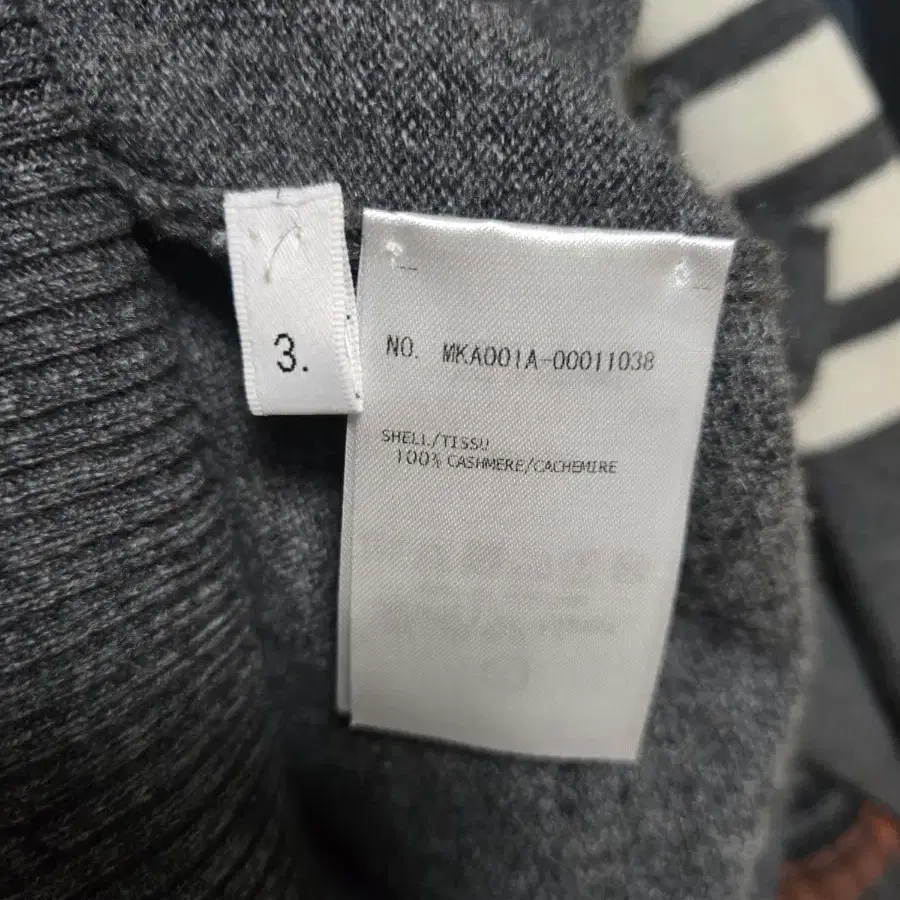 3.
NO. MKA001A-00011038
SHELL/TISSU
100% CASHMERE/CACHEMIRE